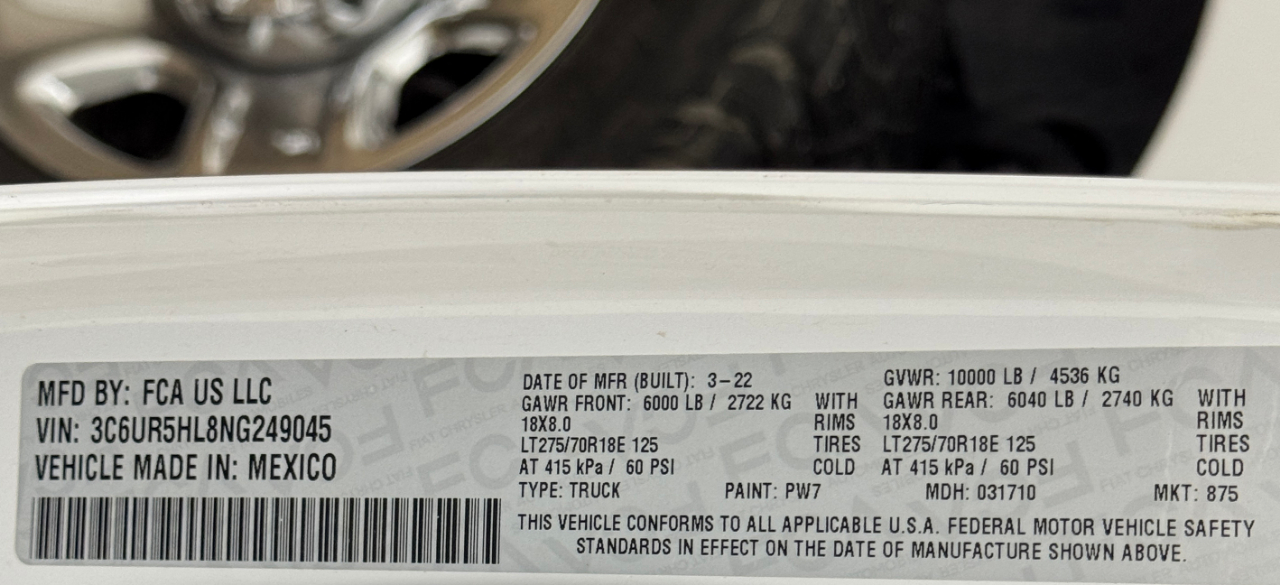 MFD BY: FCA US LLC
VIN: 3C6UR5HL8NG249045
VEHICLE MADE IN: MEXICO
DATE OF MFR (BUILT): 3-22 GVWR: 10000 LB / 4536 KG
GAWR FRONT: 6000 LB / 2722 KG WITH GAWR REAR: 6040 LB / 2740 KG WITH
18X8.0 RIMS 18X8.0 RIMS
LT275/70R18E 125 TIRES LT275/70R18E 125 TIRES
AT 415 kPa / 60 PSI COLD AT 415 kPa / 60 PSI COLD
TYPE: TRUCK PAINT: PW7 MDH: 031710 MKT: 875
THIS VEHICLE CONFORMS TO ALL APPLICABLE U.S.A. FEDERAL MOTOR VEHICLE SAFETY
STANDARDS IN EFFECT ON THE DATE OF MANUFACTURE SHOWN ABOVE.